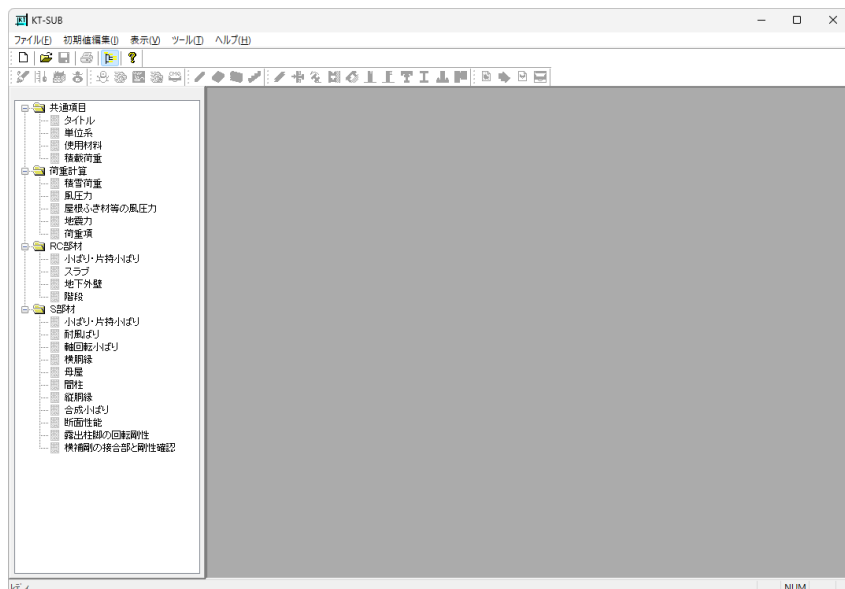 KT-SUB
ファイル(F) 初期値編集(I) 表示(V) ツール(T) ヘルプ(H)
共通項目
タイトル
単位系
使用材料
積載荷重
荷重計算
積雪荷重
風圧力
屋根ふき材等の風圧力
地震力
荷重項
RC部材
小ばり・片持小ばり
スラブ
地下外壁
階段
S部材
小ばり・片持小ばり
耐風ばり
軸回転小ばり
横胴縁
母屋
間柱
縦胴縁
合成小ばり
断面性能
露出柱脚の回転剛性
横補剛の接合部と剛性確認
レディ
NUM